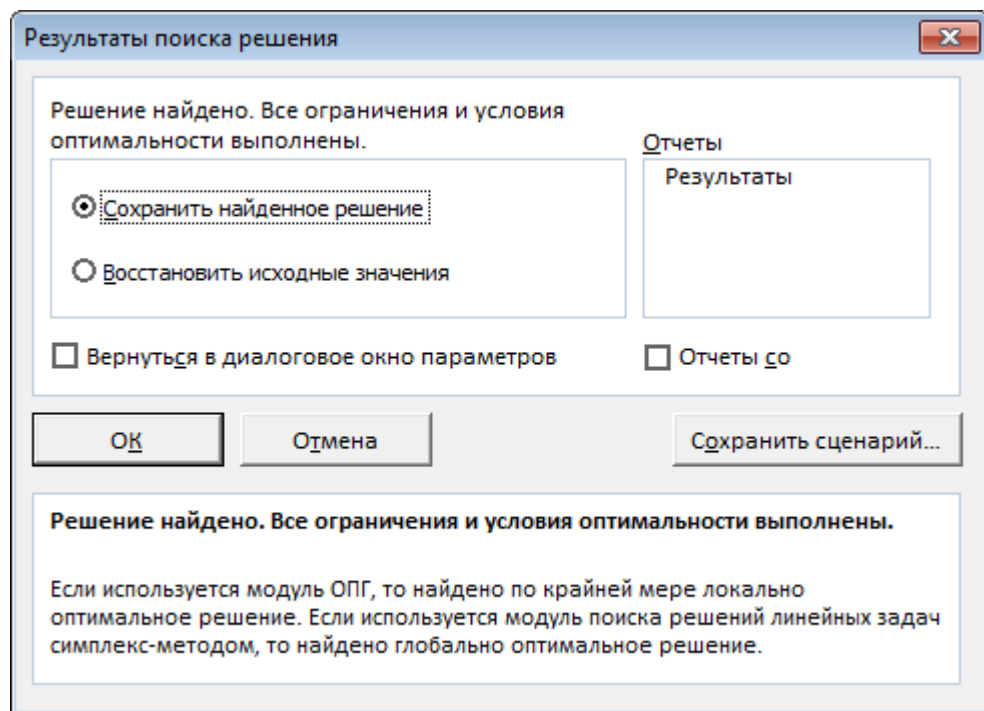 Результаты поиска решения
Решение найдено. Все ограничения и условия
оптимальности выполнены.
Отчеты
Результаты
Сохранить найденное решение
Восстановить исходные значения
Вернуться в диалоговое окно параметров
Отчеты со
ОК
Отмена
Сохранить сценарий...
Решение найдено. Все ограничения и условия оптимальности выполнены.
Если используется модуль ОПГ, то найдено по крайней мере локально
оптимальное решение. Если используется модуль поиска решений линейных задач
симплекс-методом, то найдено глобально оптимальное решение.